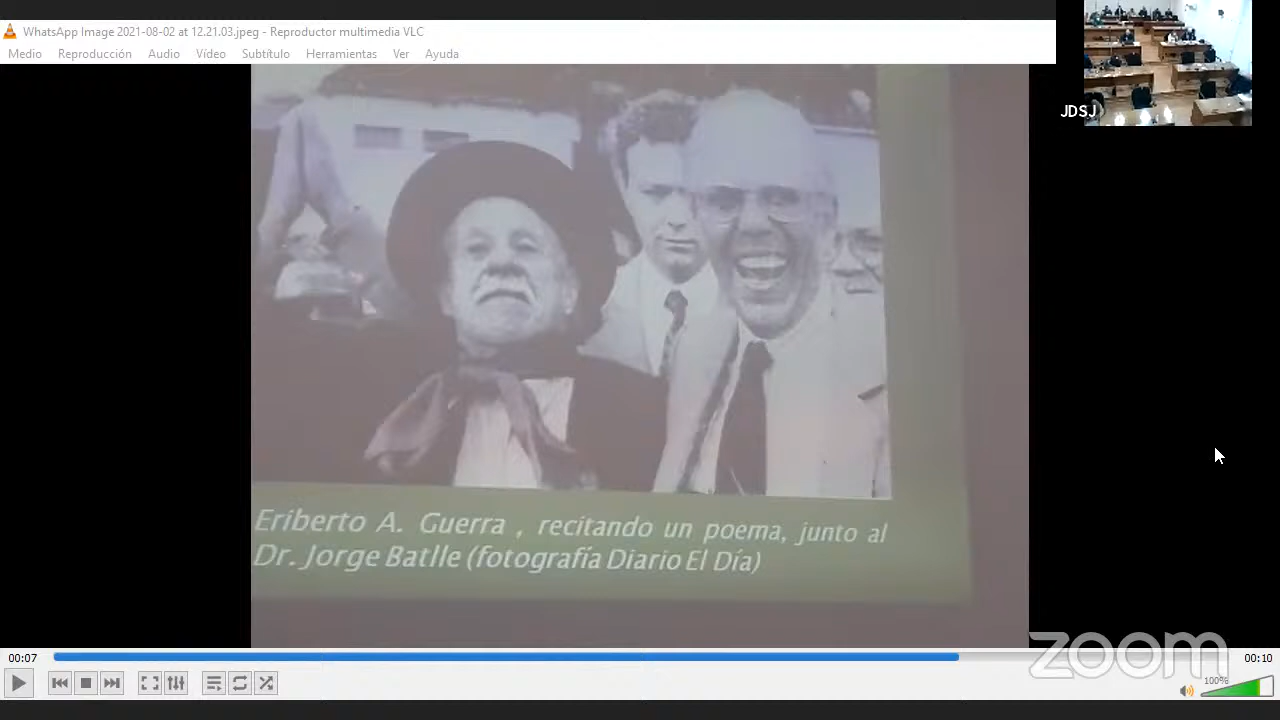 WhatsApp Image 2021-08-02 at 12.21.03.jpeg - Reproductor multimedia VLC
Medio Reproducción Audio Vídeo Subtítulo Herramientas Ver Ayuda
JDSJ
Eriberto A. Guerra , recitando un poema, junto al
Dr. Jorge Batlle (fotografía Diario El Día)
zoom
00:07
00:10
100%